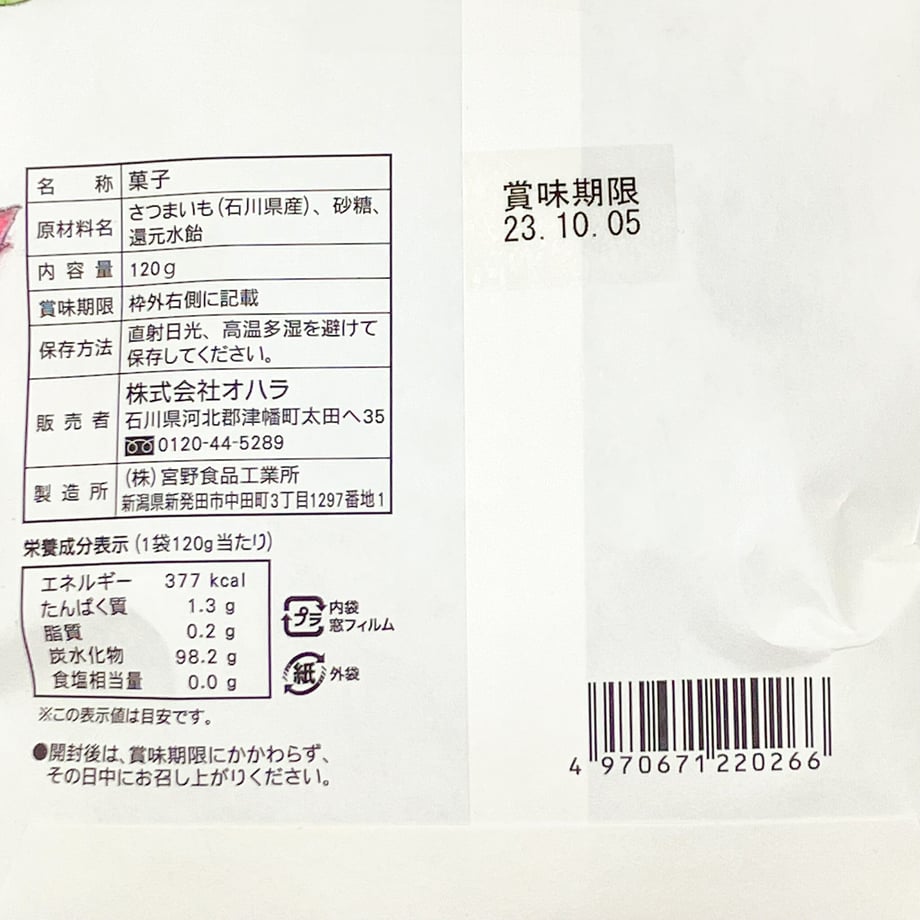 名 称 菓子
原材料名 さつまいも(石川県産)、砂糖、
還元水飴
内容量 120g
賞味期限 枠外右側に記載
保存方法 直射日光、高温多湿を避けて
保存してください。
販売者 株式会社オハラ
石川県河北郡津幡町太田へ35
0120-44-5289
製造所 (株)宮野食品工業所
新潟県新発田市中田町3丁目1297番地1
賞味期限
23.10.05
栄養成分表示(1袋120g当たり)
エネルギー 377 kcal
たんぱく質 1.3 g
脂質 0.2 g
炭水化物 98.2 g
食塩相当量 0.0 g
プラ 内袋
窓フィルム
紙 外袋
※この表示値は目安です。
●開封後は、賞味期限にかかわらず、
その日中にお召し上がりください。
4 970671 220266